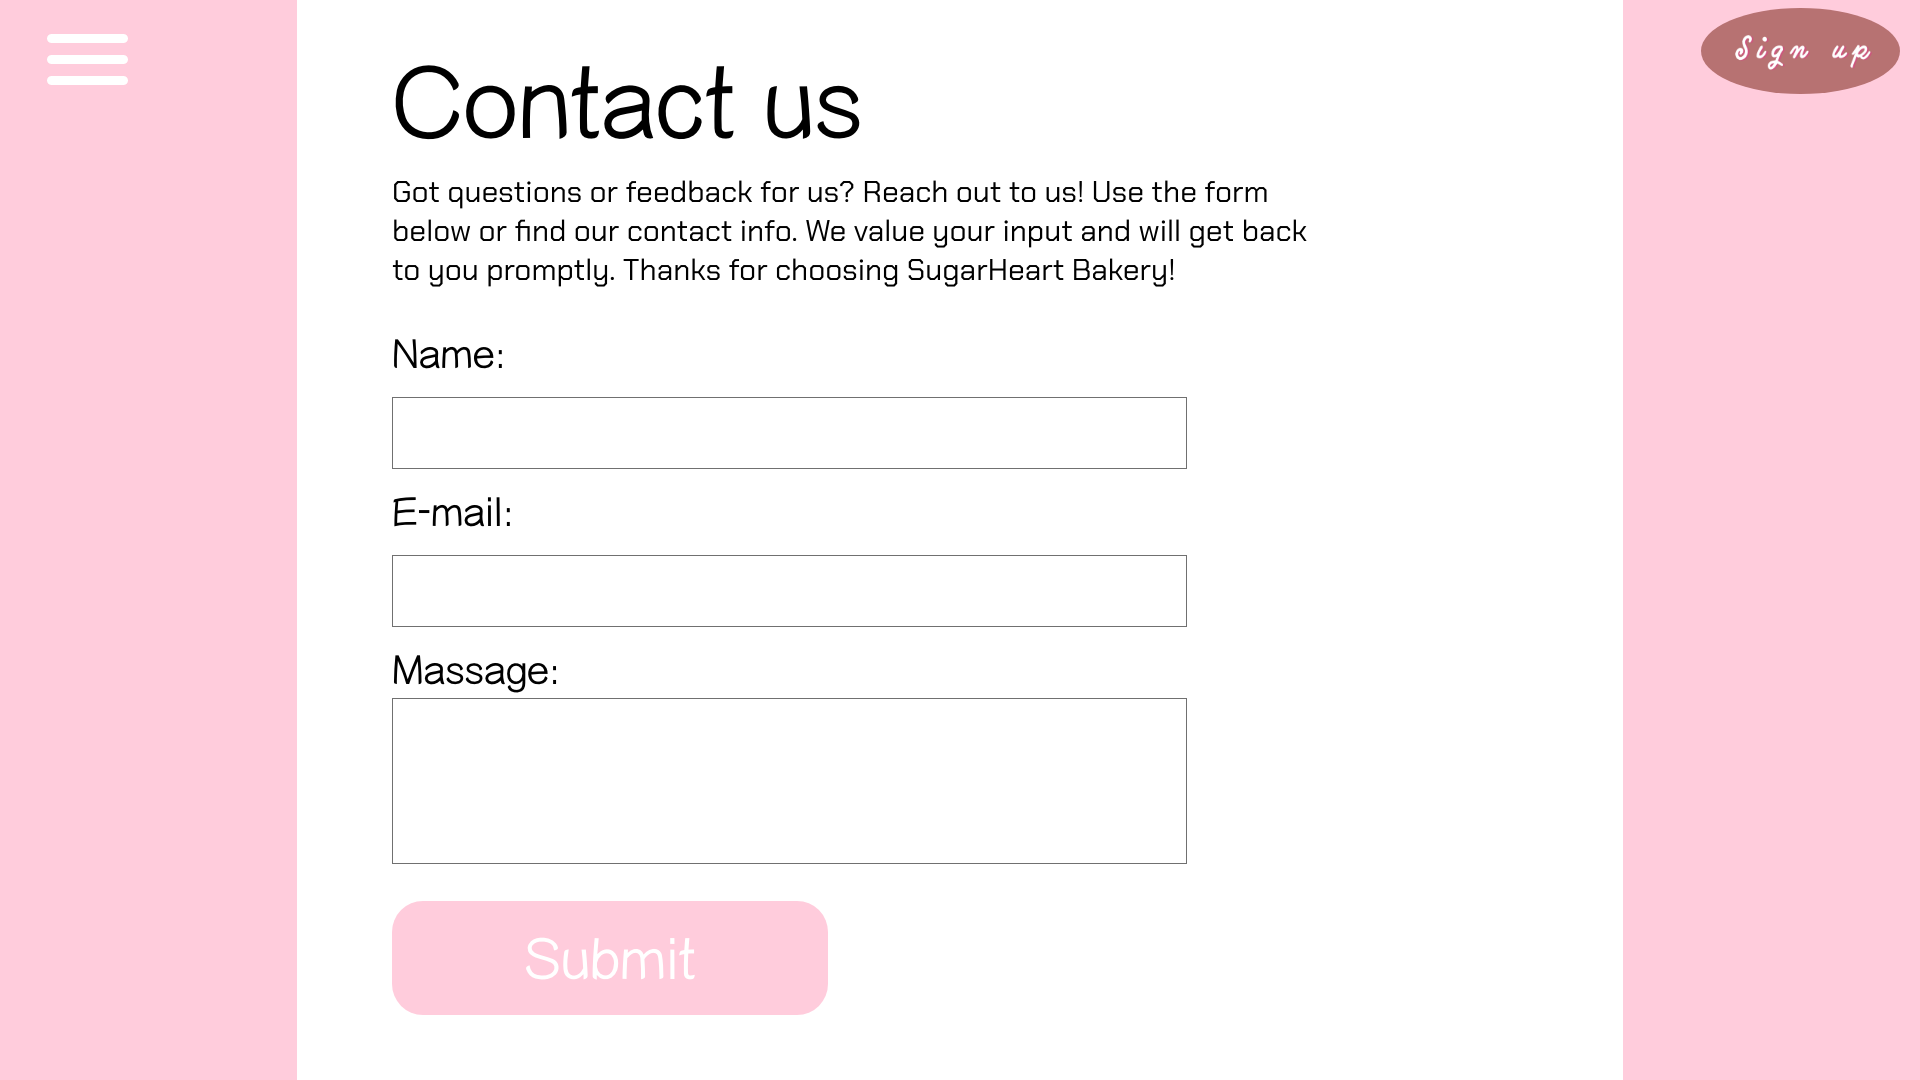 Sign up
Contact us
Got questions or feedback for us? Reach out to us! Use the form
below or find our contact info. We value your input and will get back
to you promptly. Thanks for choosing SugarHeart Bakery!
Name:
E-mail:
Massage:
Submit